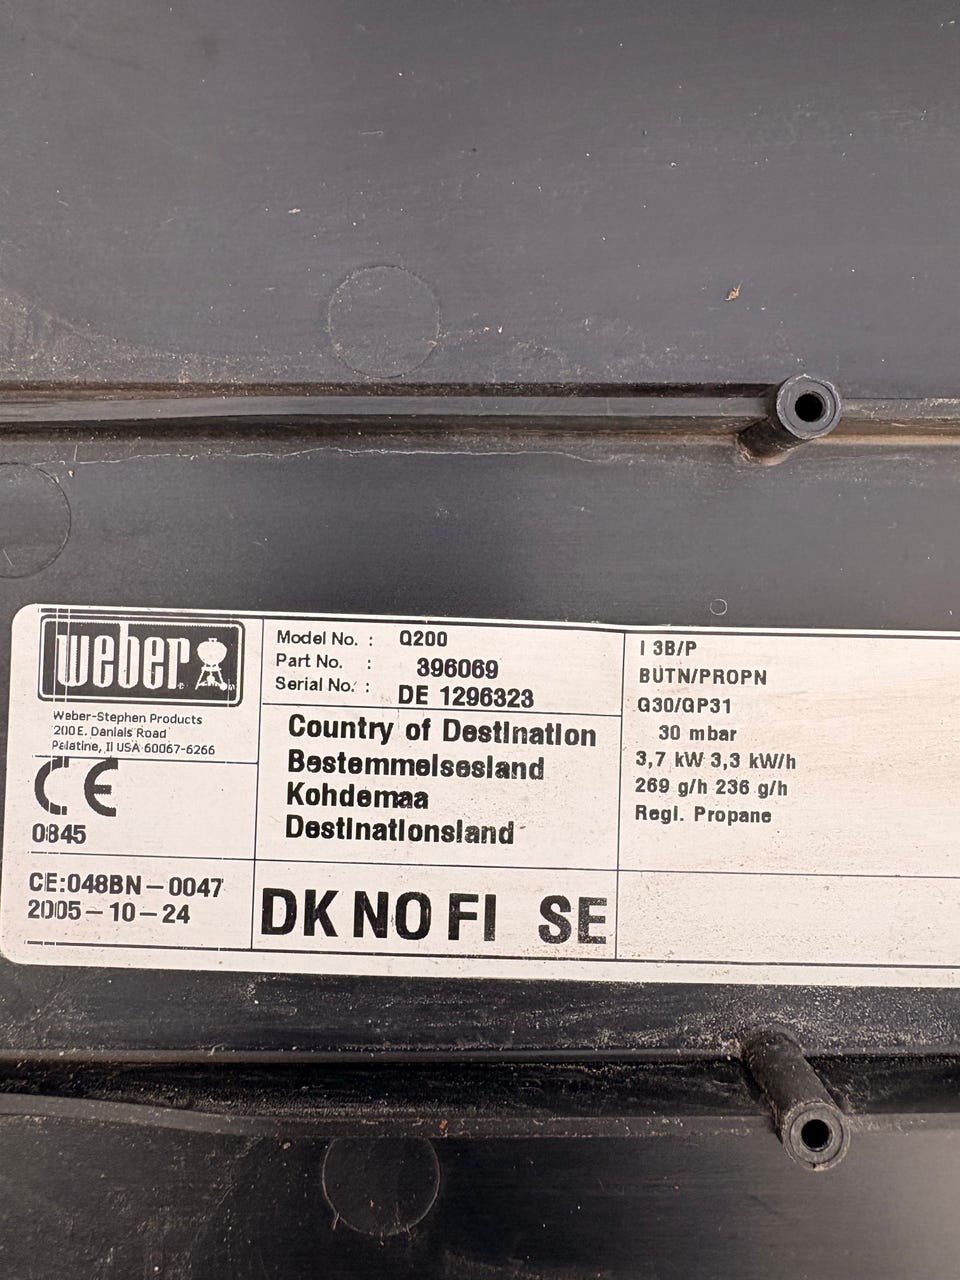 weber
Weber-Stephen Products
200 E. Daniels Road
Palatine, Il USA 60067-6266
CE
0845
CE:048BN-0047
2005-10-24
Model No. : Q200
Part No. : 396069
Serial No. : DE 1296323
Country of Destination
Bestemmelsesland
Kohdemaa
Destinationsland
DK NO FI SE
I 3B/P
BUTN/PROPN
G30/GP31
30 mbar
3,7 kW 3,3 kW/h
269 g/h 236 g/h
Regl. Propane